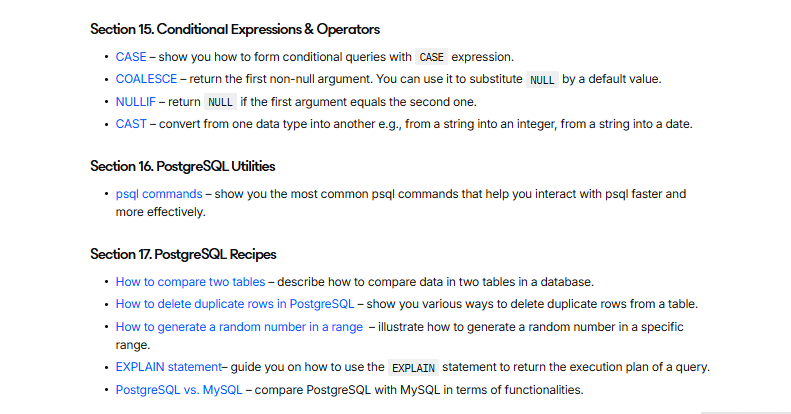 Section 15. Conditional Expressions & Operators
• CASE – show you how to form conditional queries with CASE expression.
• COALESCE – return the first non-null argument. You can use it to substitute NULL by a default value.
• NULLIF – return NULL if the first argument equals the second one.
• CAST – convert from one data type into another e.g., from a string into an integer, from a string into a date.
Section 16. PostgreSQL Utilities
• psql commands – show you the most common psql commands that help you interact with psql faster and
more effectively.
Section 17. PostgreSQL Recipes
• How to compare two tables – describe how to compare data in two tables in a database.
• How to delete duplicate rows in PostgreSQL – show you various ways to delete duplicate rows from a table.
• How to generate a random number in a range – illustrate how to generate a random number in a specific
range.
• EXPLAIN statement– guide you on how to use the EXPLAIN statement to return the execution plan of a query.
• PostgreSQL vs. MySQL – compare PostgreSQL with MySQL in terms of functionalities.